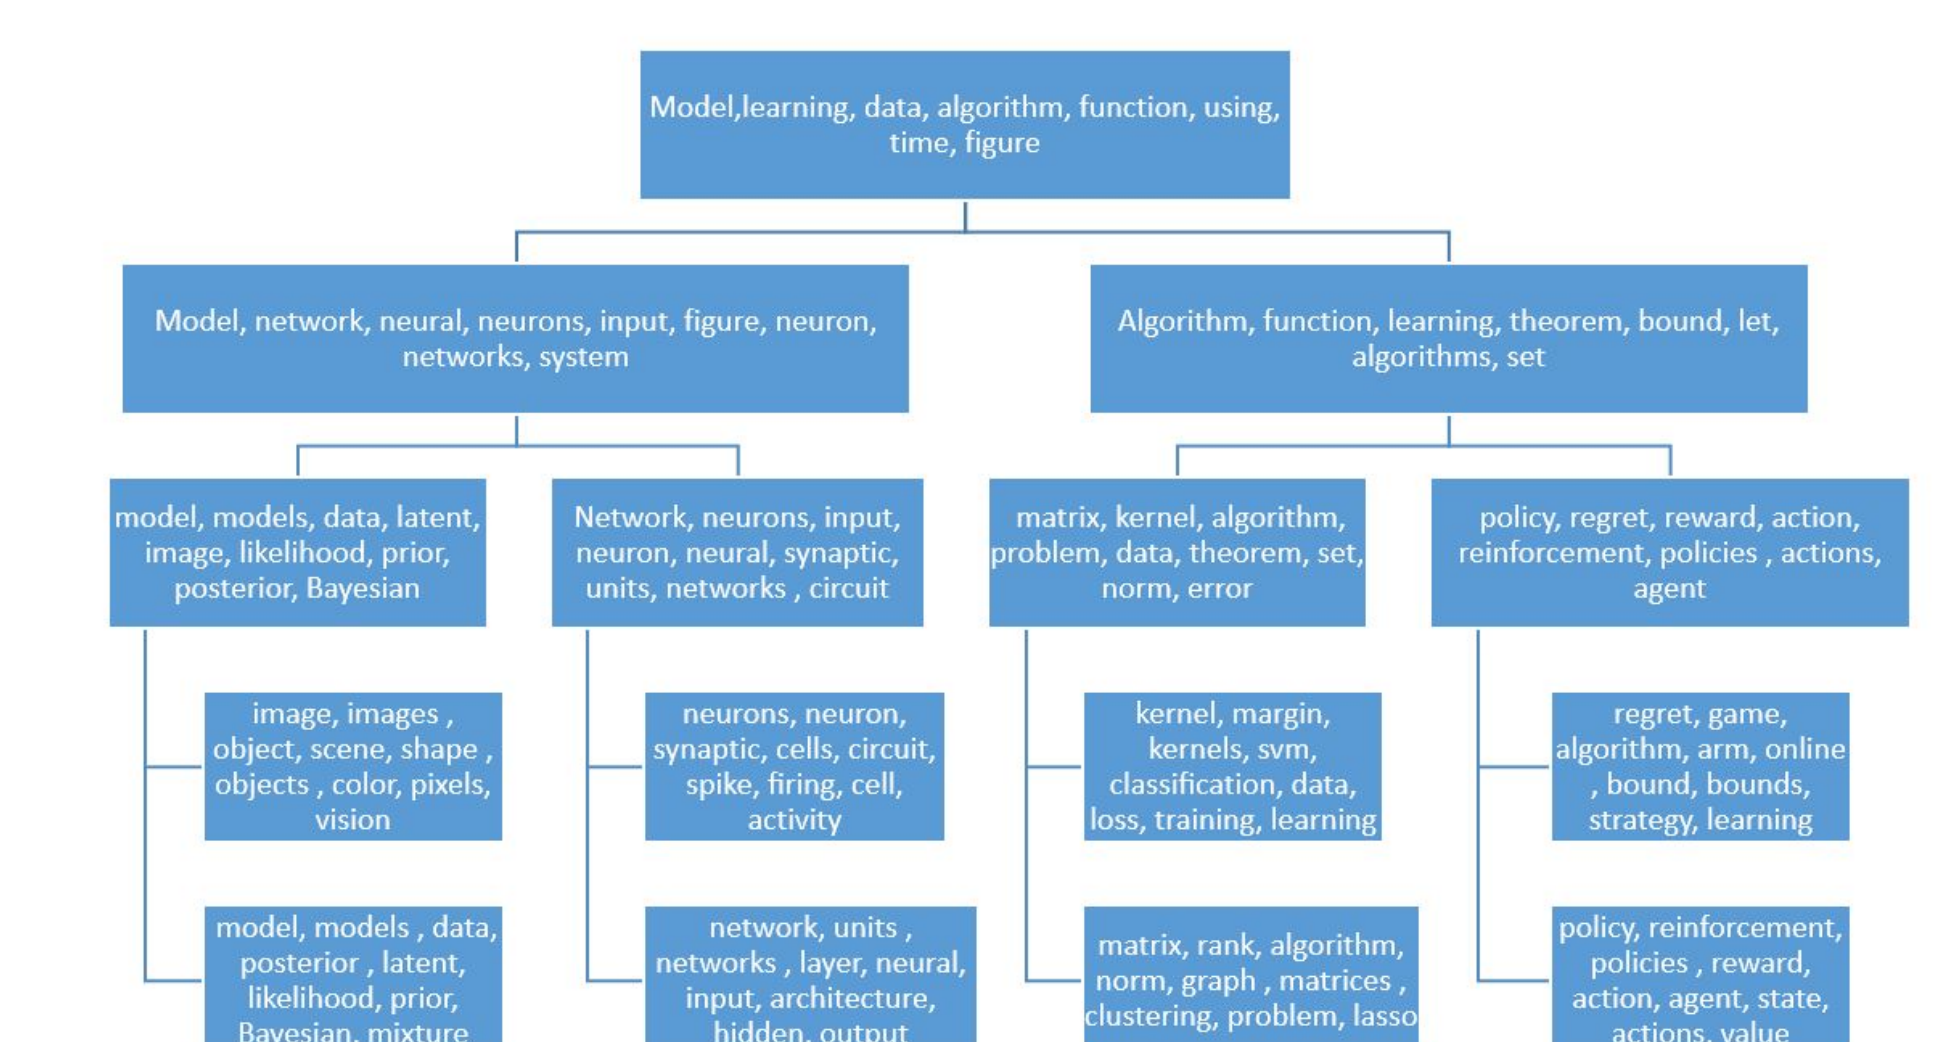 Model,learning, data, algorithm, function, using,
time, figure
Model, network, neural, neurons, input, figure, neuron,
networks, system
Algorithm, function, learning, theorem, bound, let,
algorithms, set
model, models, data, latent,
image, likelihood, prior,
posterior, Bayesian
Network, neurons, input,
neuron, neural, synaptic,
units, networks , circuit
matrix, kernel, algorithm,
problem, data, theorem, set,
norm, error
policy, regret, reward, action,
reinforcement, policies , actions,
agent
image, images ,
object, scene, shape ,
objects , color, pixels,
vision
neurons, neuron,
synaptic, cells, circuit,
spike, firing, cell,
activity
kernel, margin,
kernels, svm,
classification, data,
loss, training, learning
regret, game,
algorithm, arm, online
, bound, bounds,
strategy, learning
model, models , data,
posterior , latent,
likelihood, prior,
Bayesian, mixture
network, units ,
networks , layer, neural,
input, architecture,
hidden, output
matrix, rank, algorithm,
norm, graph , matrices ,
clustering, problem, lasso
policy, reinforcement,
policies , reward,
action, agent, state,
actions, value